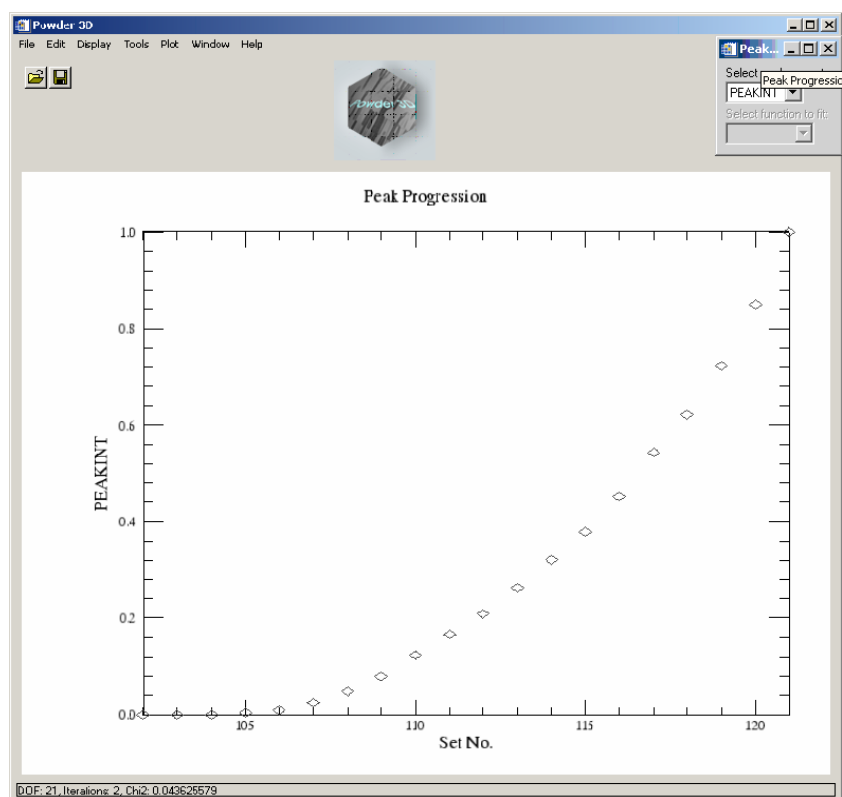 Powder 3D
File Edit Display Tools Plot Window Help
Peak...
Select
Peak Progressio
PEAKINT
Select function to fit:
Powder 3D
Peak Progression
1.0
0.8
0.6
0.4
0.2
0.0
PEAKINT
105 110 115 120
Set No.
DOF: 21, Iterations: 2, Chi2: 0.043625579